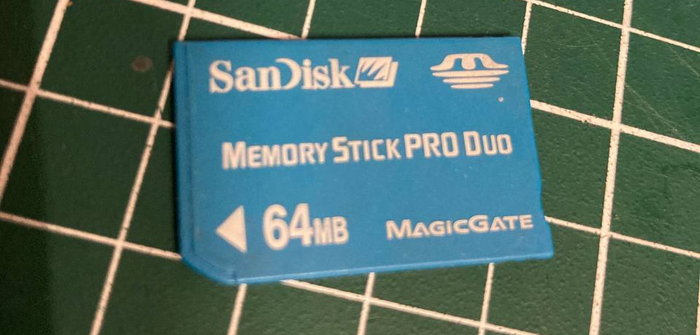 SanDisk
MEMORY STICK PRO DUO
64MB MAGICGATE